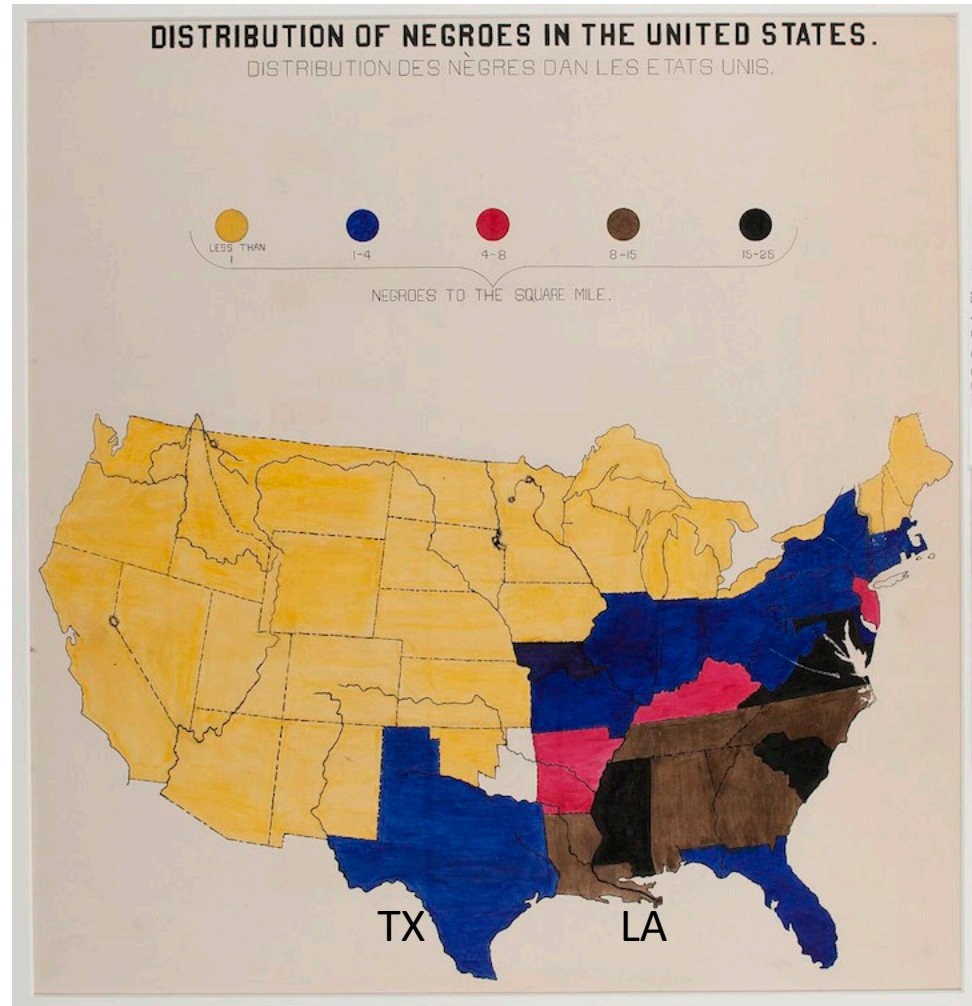 DISTRIBUTION OF NEGROES IN THE UNITED STATES.
DISTRIBUTION DES NÈGRES DAN LES ETATS UNIS.
LESS THAN
1
1-4
4-8
8-15
15-25
NEGROES TO THE SQUARE MILE.
TX
LA